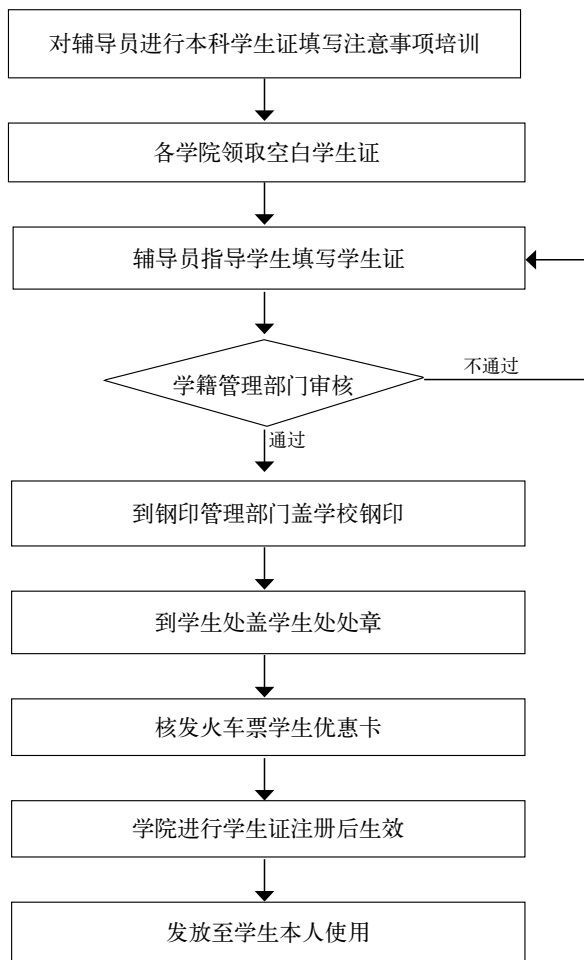 对辅导员进行本科学生证填写注意事项培训
各学院领取空白学生证
辅导员指导学生填写学生证
学籍管理部门审核
不通过
通过
到钢印管理部门盖学校钢印
到学生处盖学生处处章
核发火车票学生优惠卡
学院进行学生证注册后生效
发放至学生本人使用